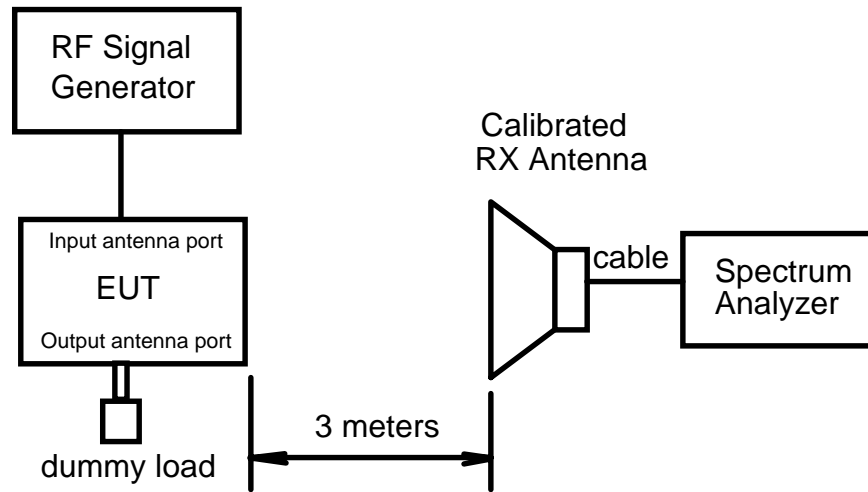 RF Signal
Generator
Calibrated
RX Antenna
Input antenna port
EUT
Output antenna port
cable
Spectrum
Analyzer
3 meters
dummy load